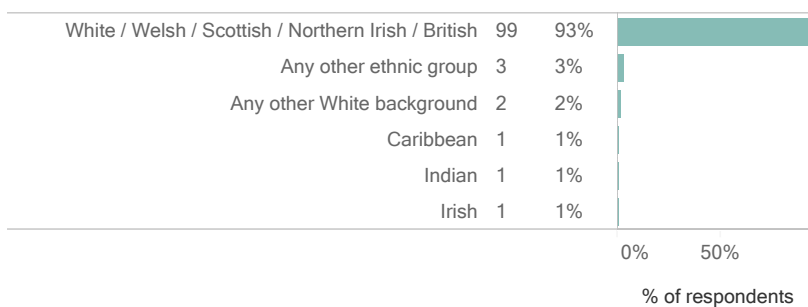 White / Welsh / Scottish / Northern Irish / British 99 93%
Any other ethnic group 3 3%
Any other White background 2 2%
Caribbean 1 1%
Indian 1 1%
Irish 1 1%
0% 50%
% of respondents